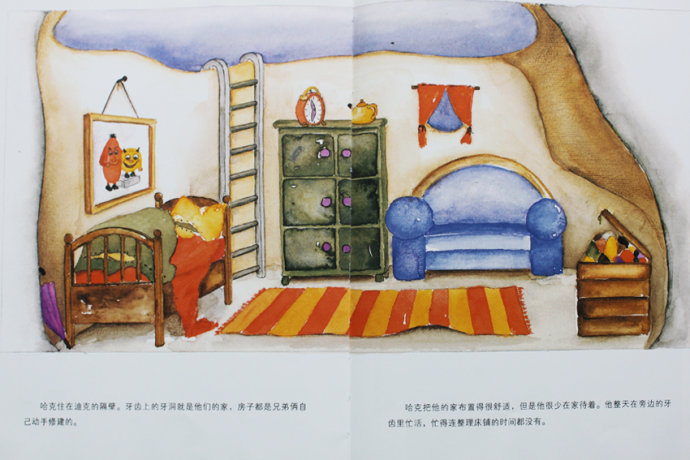 哈克住在迪克的隔壁。牙齿上的牙洞就是他们的家、房子都是兄弟俩自
己动手修建的。
哈克把他的家布置得很舒适，但是他很少在家待着。他整天在旁边的牙
齿里忙活，忙得连整理床铺的时间都没有。